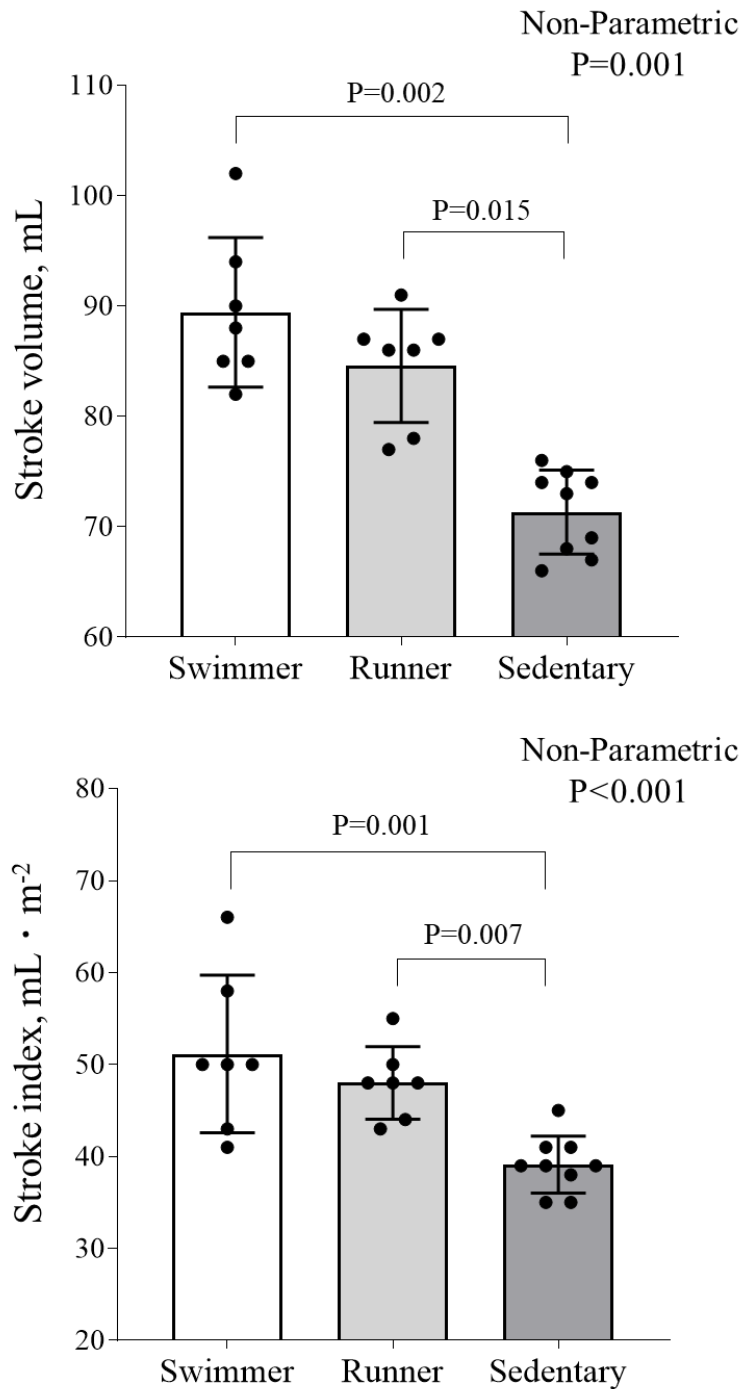 Non-Parametric
P=0.001
110
P=0.002
100
P=0.015
90
80
70
60
Stroke volume, mL
Swimmer Runner Sedentary
Non-Parametric
P<0.001
80
P=0.001
70
P=0.007
60
50
40
30
20
Stroke index, mL・m⁻²
Swimmer Runner Sedentary